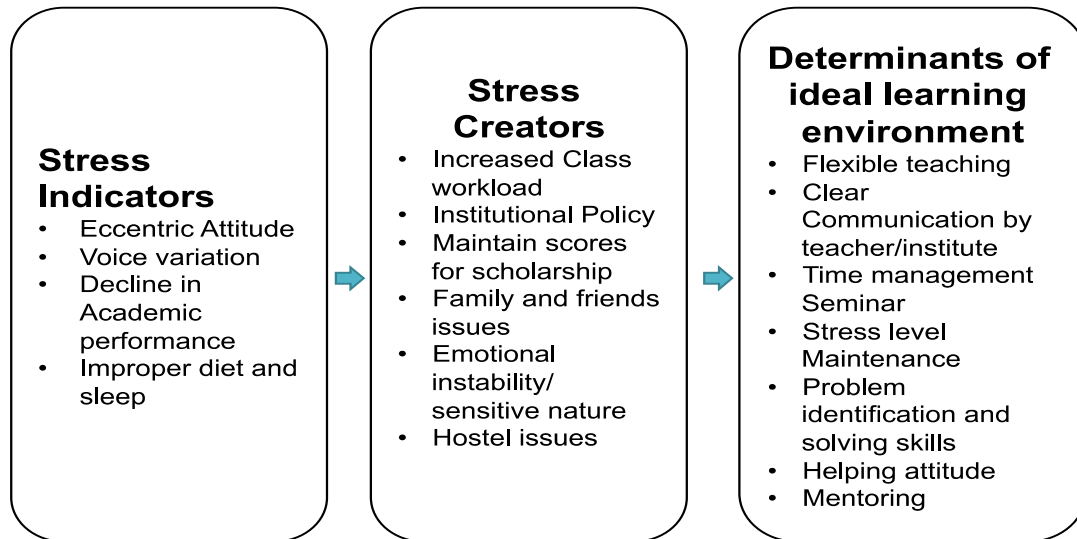 Stress
Indicators
• Eccentric Attitude
• Voice variation
• Decline in
Academic
performance
• Improper diet and
sleep
Stress
Creators
• Increased Class
workload
• Institutional Policy
• Maintain scores
for scholarship
• Family and friends
issues
• Emotional
instability/
sensitive nature
• Hostel issues
Determinants of
ideal learning
environment
• Flexible teaching
• Clear
Communication by
teacher/institute
• Time management
Seminar
• Stress level
Maintenance
• Problem
identification and
solving skills
• Helping attitude
• Mentoring